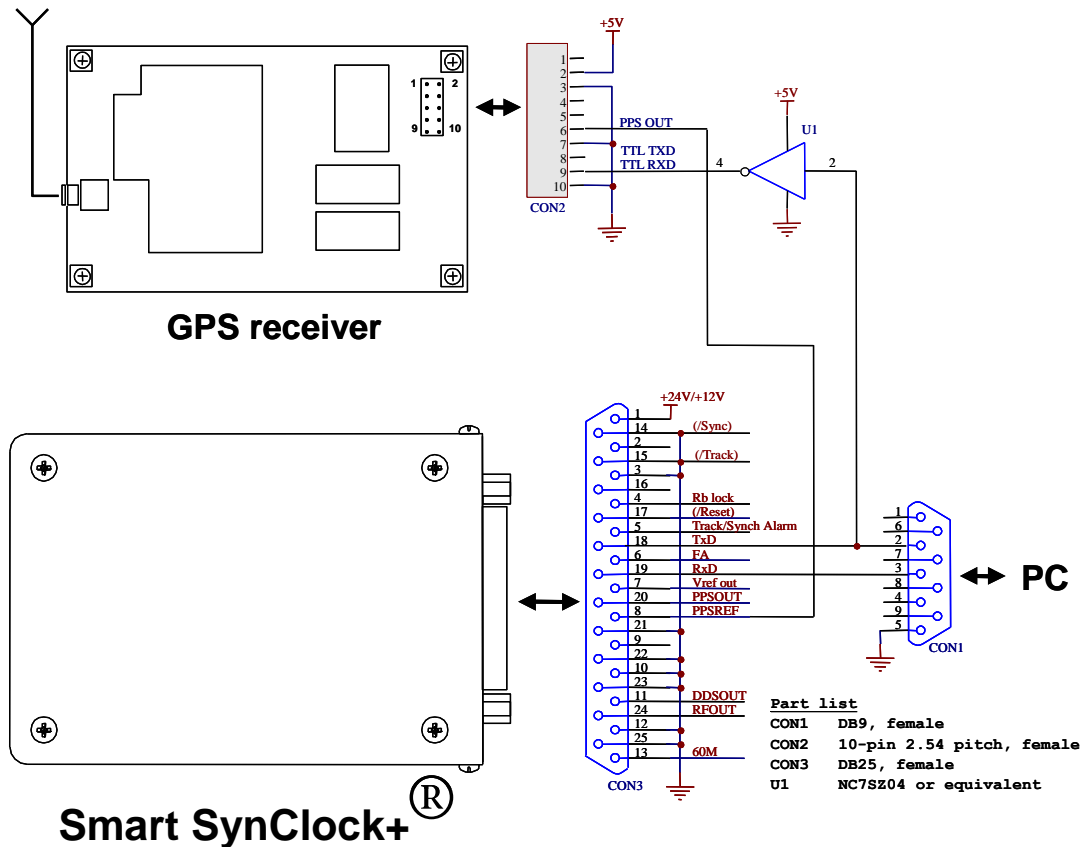 +5V
1
2
3
4
5
6
7
8
9
10
CON2
PPS OUT
TTL TXD
TTL RXD
1 2
9 10
GPS receiver
+5V
U1
4
2
+24V/+12V
1
14 (/Sync)
2
15 (/Track)
3
16
4 Rb lock
17 (/Reset)
5 Track/Synch Alarm
18 TxD
6 FA
19 RxD
7 Vref out
20 PPSOUT
8 PPSREF
21
9
22
10
23
11 DDSOUT
24 RFOUT
12
25
13 60M
CON3
1
6
2
7
3
8
4
9
5
CON1
PC
Part list
CON1 DB9, female
CON2 10-pin 2.54 pitch, female
CON3 DB25, female
U1 NC7SZ04 or equivalent
Smart SynClock+®